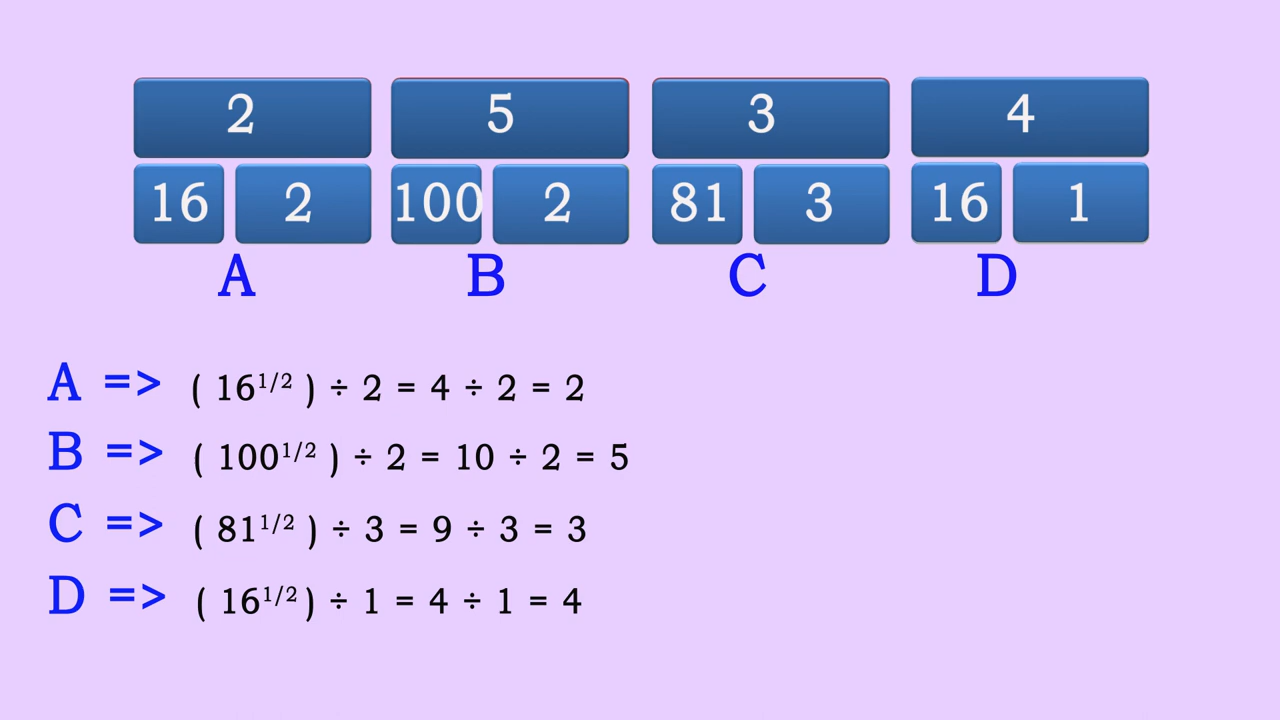 2 5 3 4
16 2 100 2 81 3 16 1
A B C D
A => ( 16^1/2 ) ÷ 2 = 4 ÷ 2 = 2
B => ( 100^1/2 ) ÷ 2 = 10 ÷ 2 = 5
C => ( 81^1/2 ) ÷ 3 = 9 ÷ 3 = 3
D => ( 16^1/2 ) ÷ 1 = 4 ÷ 1 = 4